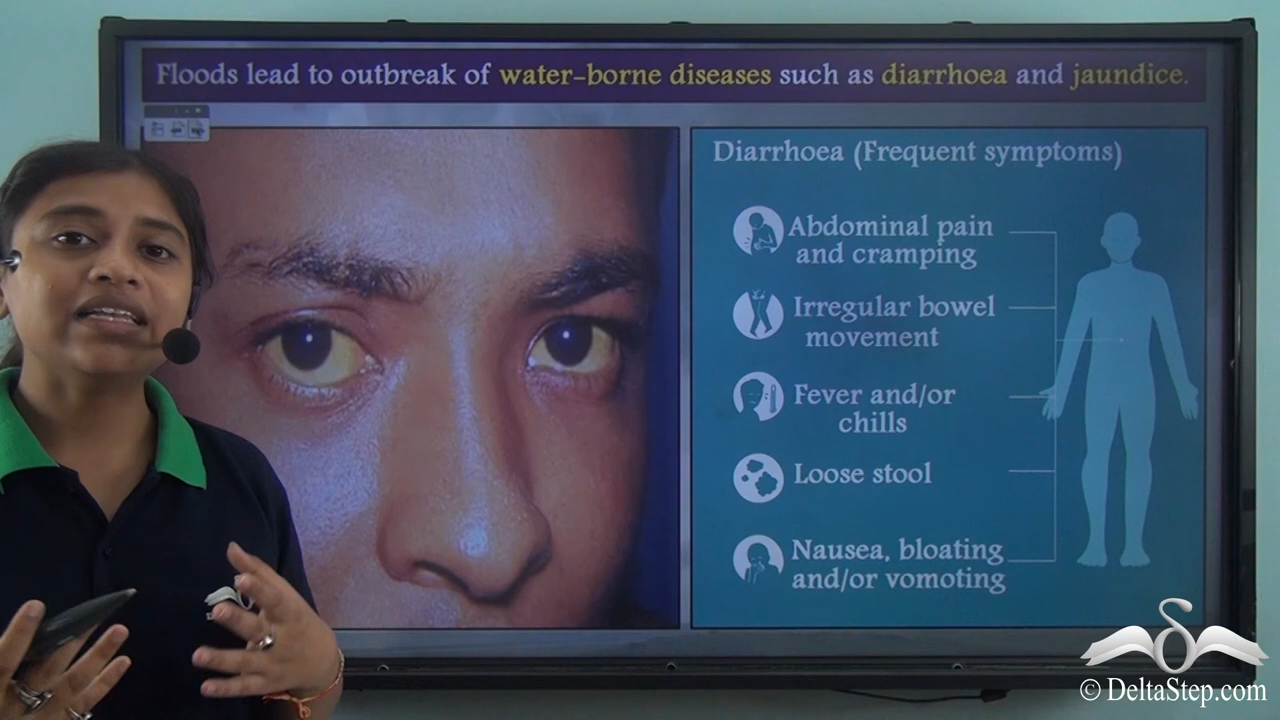 Floods lead to outbreak of water-borne diseases such as diarrhoea and jaundice.
Diarrhoea (Frequent symptoms)
Abdominal pain
and cramping
Irregular bowel
movement
Fever and/or
chills
Loose stool
Nausea, bloating
and/or vomoting
© DeltaStep.com